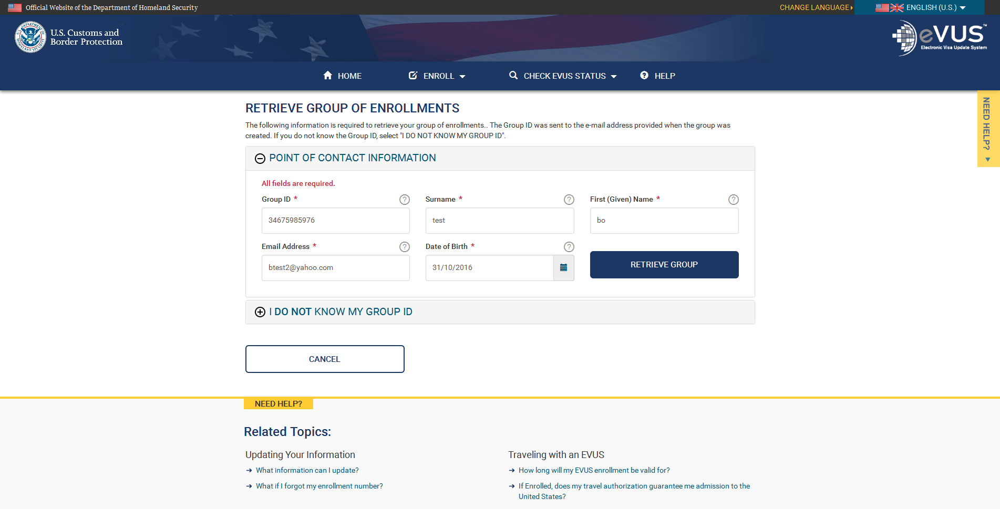 Official Website of the Department of Homeland Security
CHANGE LANGUAGE
ENGLISH (U.S.)
U.S. Customs and
Border Protection
eVUS™
Electronic Visa Update System
HOME
ENROLL
CHECK EVUS STATUS
HELP
NEED HELP?
RETRIEVE GROUP OF ENROLLMENTS
The following information is required to retrieve your group of enrollments.. The Group ID was sent to the e-mail address provided when the group was
created. If you do not know the Group ID, select "I DO NOT KNOW MY GROUP ID".
POINT OF CONTACT INFORMATION
All fields are required.
Group ID * ?
Surname * ?
First (Given) Name * ?
34675985976
test
bo
Email Address * ?
Date of Birth * ?
btest2@yahoo.com
31/10/2016
RETRIEVE GROUP
I DO NOT KNOW MY GROUP ID
CANCEL
NEED HELP?
Related Topics:
Updating Your Information
What information can I update?
What if I forgot my enrollment number?
Traveling with an EVUS
How long will my EVUS enrollment be valid for?
If Enrolled, does my travel authorization guarantee me admission to the
United States?